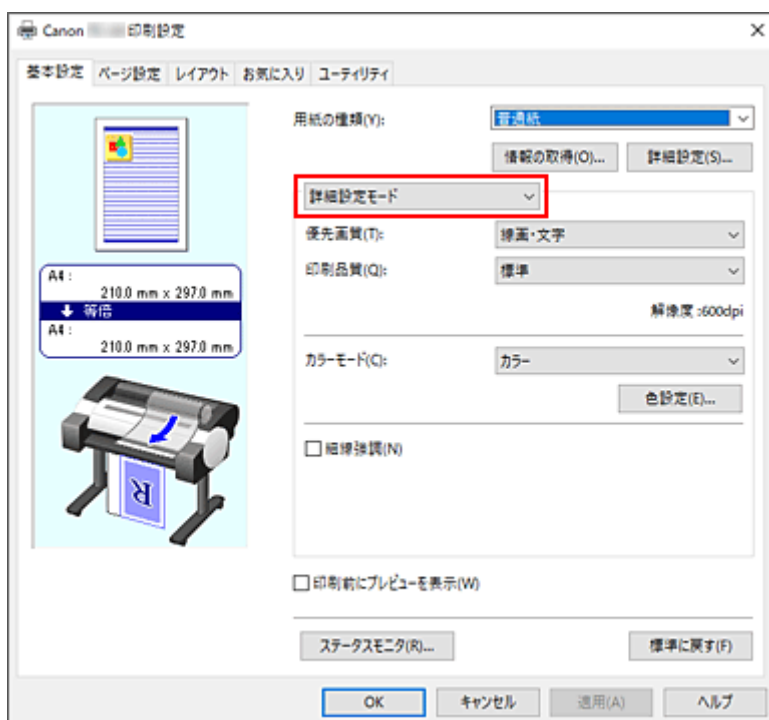 Canon 印刷設定
基本設定 ページ設定 レイアウト お気に入り ユーティリティ
用紙の種類(Y): 普通紙
情報の取得(O)... 詳細設定(S)...
詳細設定モード
優先画質(T): 線画・文字
印刷品質(Q): 標準
解像度 :600dpi
A4 :
210.0 mm x 297.0 mm
等倍
A4 :
210.0 mm x 297.0 mm
カラーモード(C): カラー
色設定(E)...
細線強調(N)
R
印刷前にプレビューを表示(W)
ステータスモニタ(R)... 標準に戻す(F)
OK キャンセル 適用(A) ヘルプ